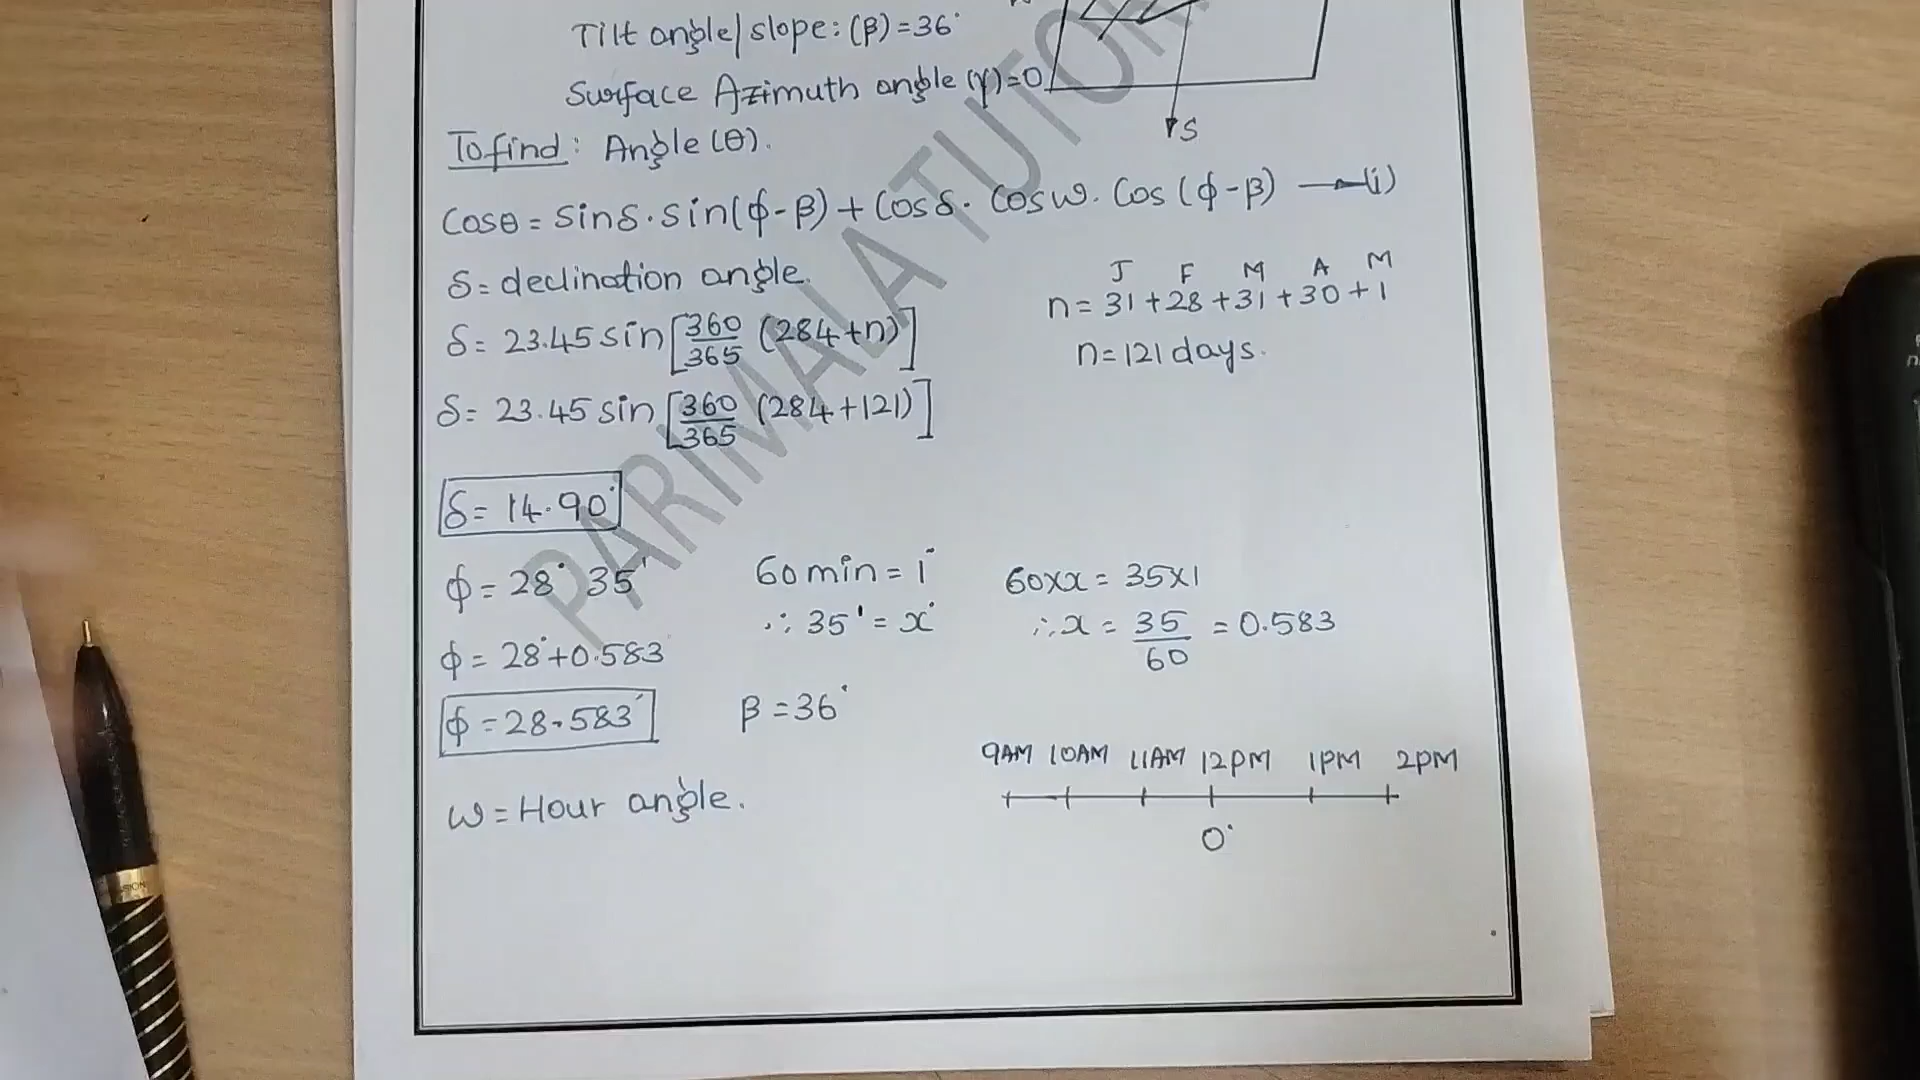 Tilt angle/slope: (β) = 36°
Surface Azimuth angle (γ) = 0
S
To find: Angle (θ).
Cosθ = sinδ · sin(ϕ-β) + Cosδ · Cosω · Cos(ϕ-β) → (i)
δ = declination angle.
J F M A M
n = 31 + 28 + 31 + 30 + 1
δ = 23.45 sin [360/365 (284+n)]
n = 121 days.
δ = 23.45 sin [360/365 (284+121)]
δ = 14.90°
ϕ = 28° 35'
60 min = 1°
60×x = 35×1
∴ 35' = x°
∴ x = 35/60 = 0.583
ϕ = 28° + 0.583
ϕ = 28.583°
β = 36°
9AM 10AM 11AM 12PM 1PM 2PM
ω = Hour angle.
0°
PARIMALA TUTOR